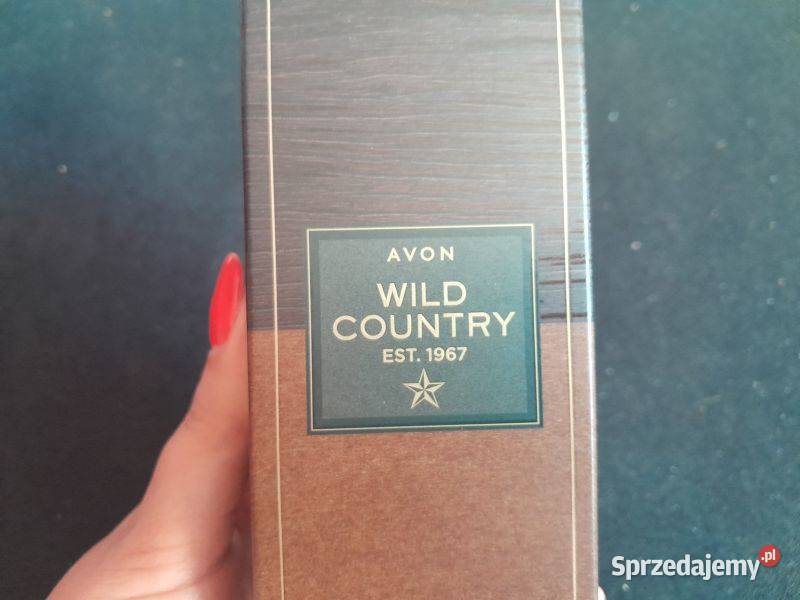 AVON
WILD
COUNTRY
EST. 1967
Sprzedajemy.pl